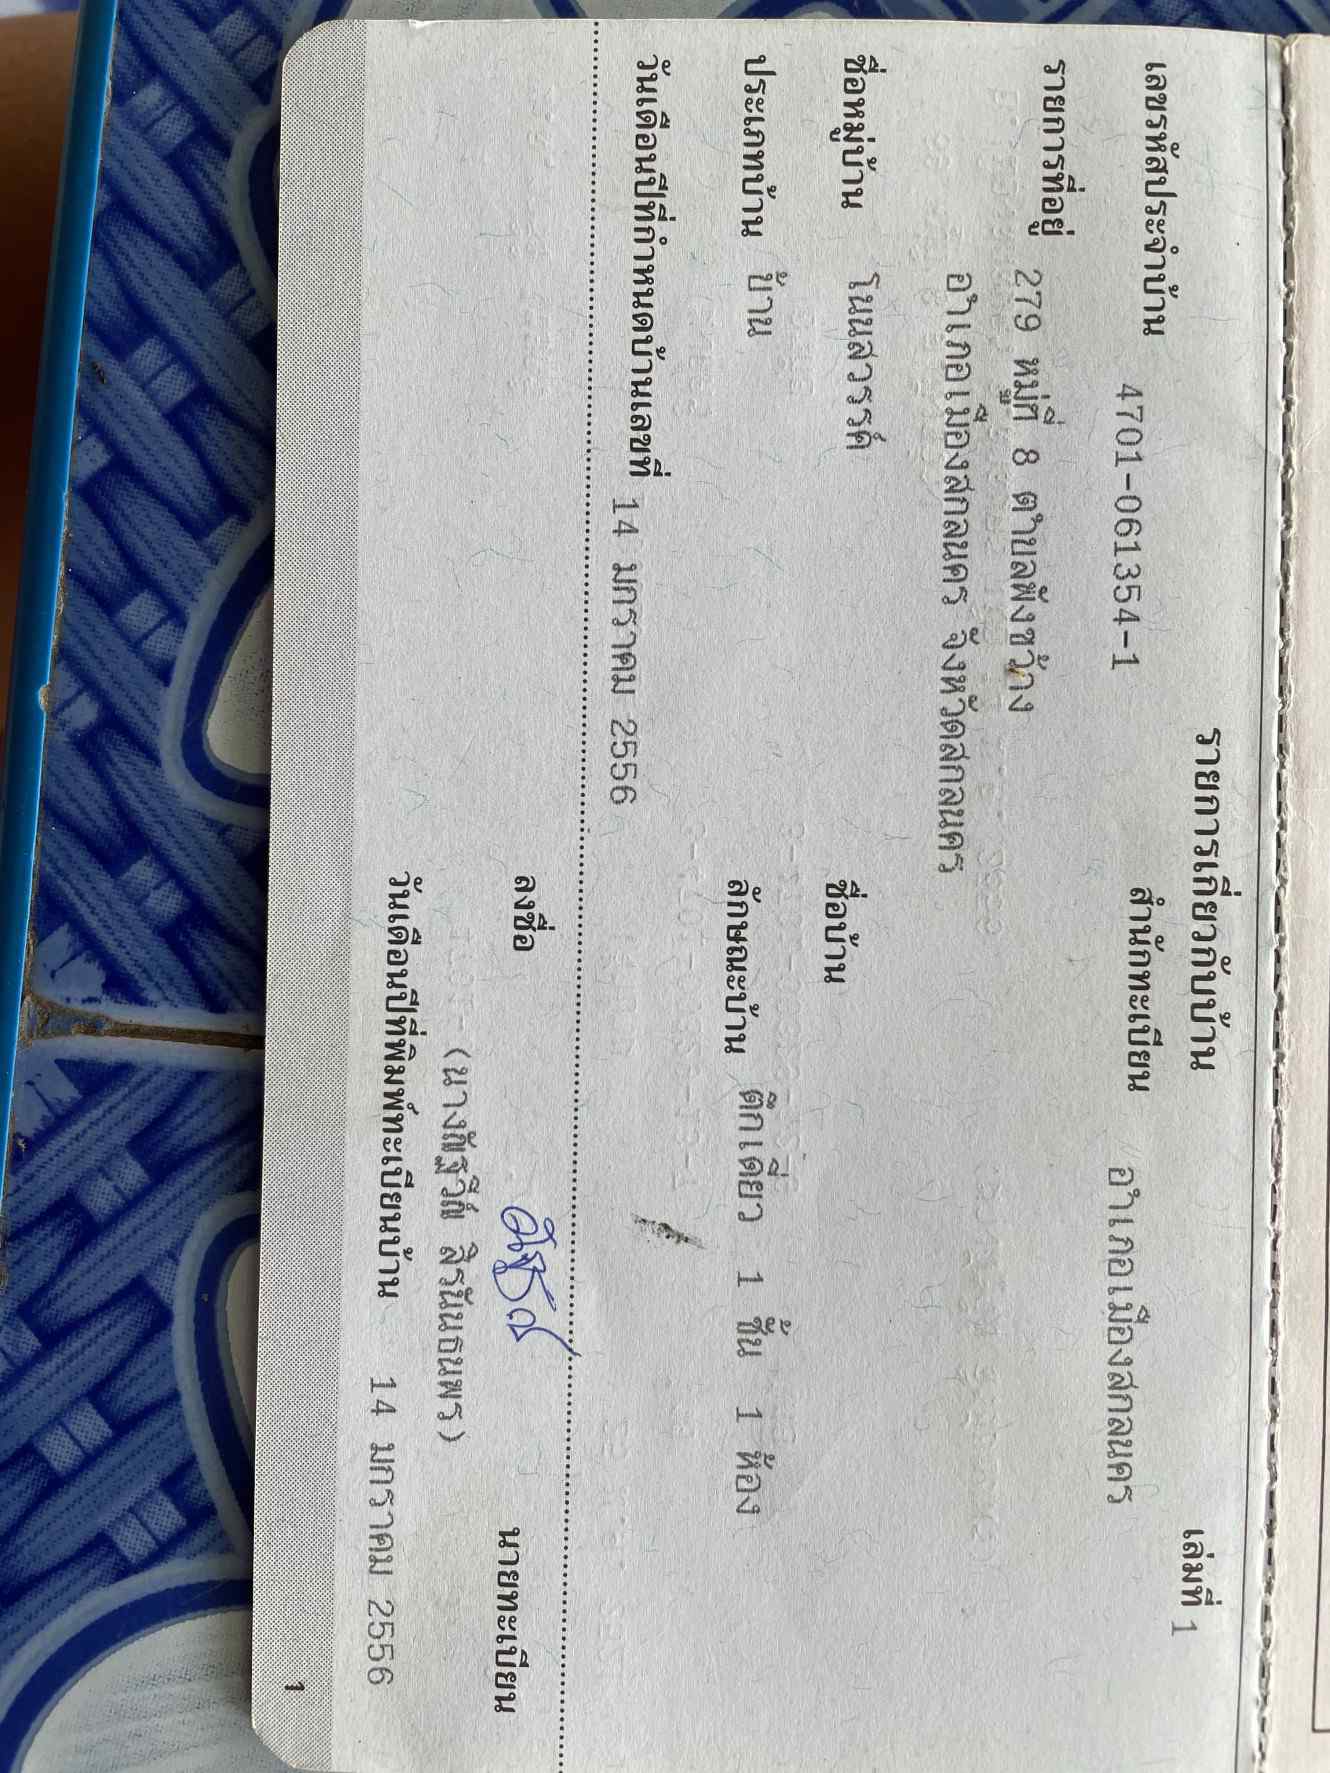 รายการเกี่ยวกับบ้าน เล่มที่ 1
เลขรหัสประจำบ้าน 4701-061354-1 สำนักทะเบียน อำเภอเมืองสกลนคร
รายการที่อยู่ 279 หมู่ที่ 8 ตำบลพังขว้าง
อำเภอเมืองสกลนคร จังหวัดสกลนคร
ชื่อหมู่บ้าน โนนสวรรค์ ชื่อบ้าน
ประเภทบ้าน บ้าน ลักษณะบ้าน ตึกเดี่ยว 1 ชั้น 1 ห้อง
วันเดือนปีที่กำหนดบ้านเลขที่ 14 มกราคม 2556
ลงชื่อ นายทะเบียน
สิรนันธนพร)
วันเดือนปีที่พิมพ์ทะเบียนบ้าน 14 มกราคม 2556
1